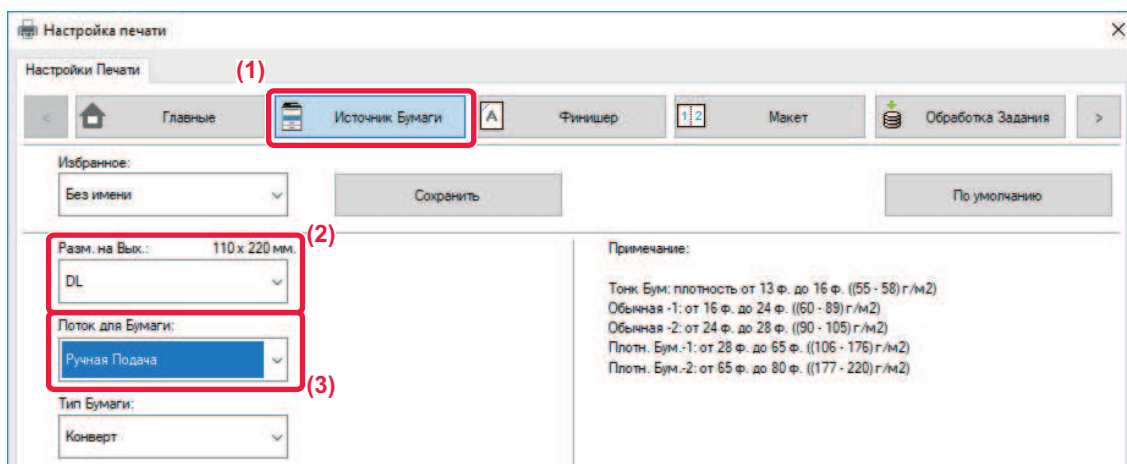 Настройка печати
Настройки Печати
(1)
<
Главные
Источник Бумаги
A
Финишер
1 2
Макет
Обработка Задания
>
Избранное:
Без имени
Сохранить
По умолчанию
Разм. на Вых.: 110 x 220 мм.
(2)
DL
Лоток для Бумаги:
Ручная Подача
(3)
Тип Бумаги:
Конверт
Примечание:
Тонк Бум: плотность от 13 ф. до 16 ф. ((55 - 58) г/м2)
Обычная -1: от 16 ф. до 24 ф. ((60 - 89) г/м2)
Обычная -2: от 24 ф. до 28 ф. ((90 - 105) г/м2)
Плотн. Бум.-1: от 28 ф. до 65 ф. ((106 - 176) г/м2)
Плотн. Бум.-2: от 65 ф. до 80 ф. ((177 - 220) г/м2)